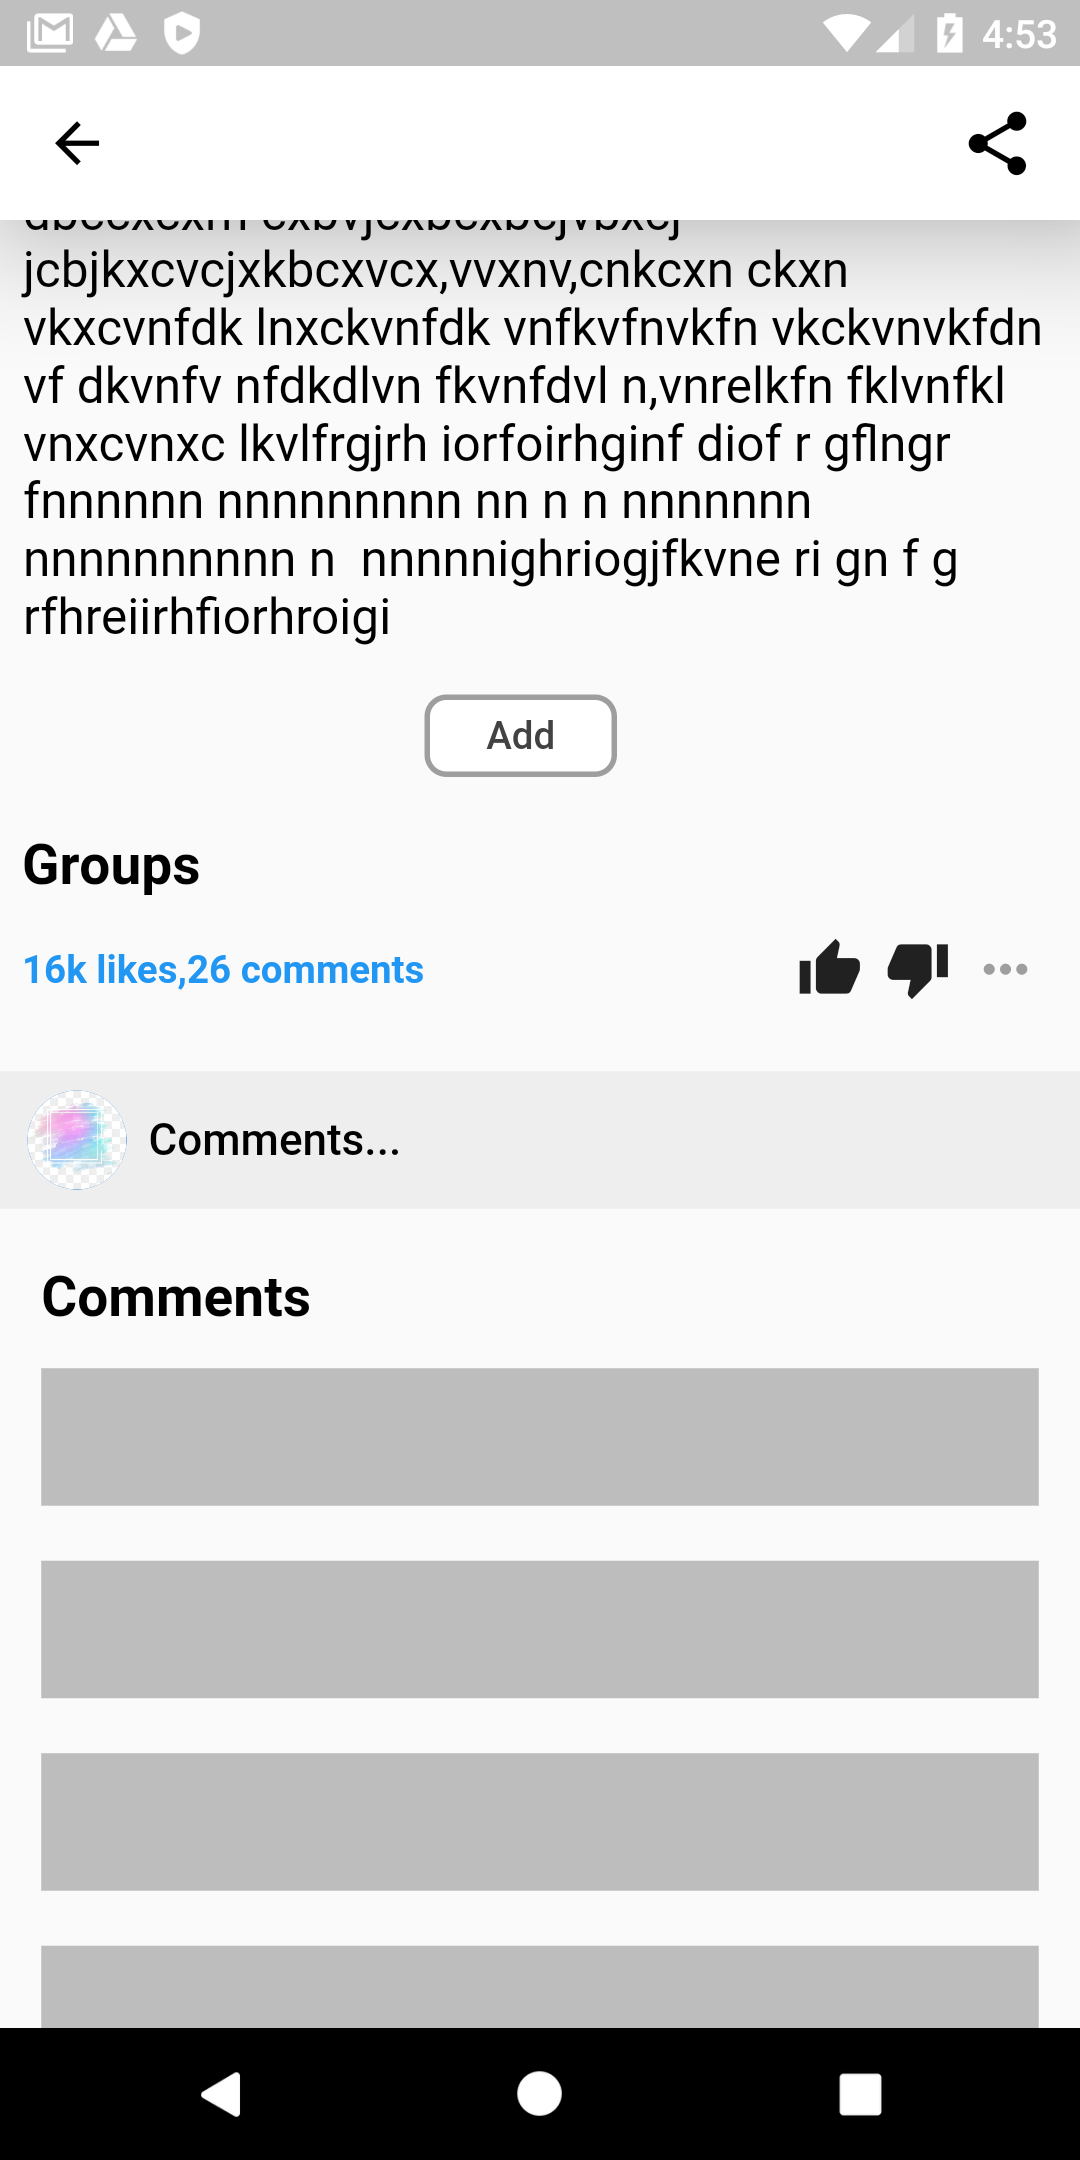 4:53
jcbjkxcvcjxkbcxvcx,vvxnv,cnkcxn ckxn
vkxcvnfdk lnxckvnfdk vnfkvfnvkfn vkckvnvkfdn
vf dkvnfv nfdkdlvn fkvnfdvl n,vnrelkfn fklvnfkl
vnxcvnxc lkvlfrgjrh iorfoirhginf diof r gflngr
fnnnnnn nnnnnnnnn nn n n nnnnnnn
nnnnnnnnnn n  nnnnnighriogjfkvne ri gn f g
rfhreiirhfiorhroigi
Add
Groups
16k likes,26 comments
Comments...
Comments